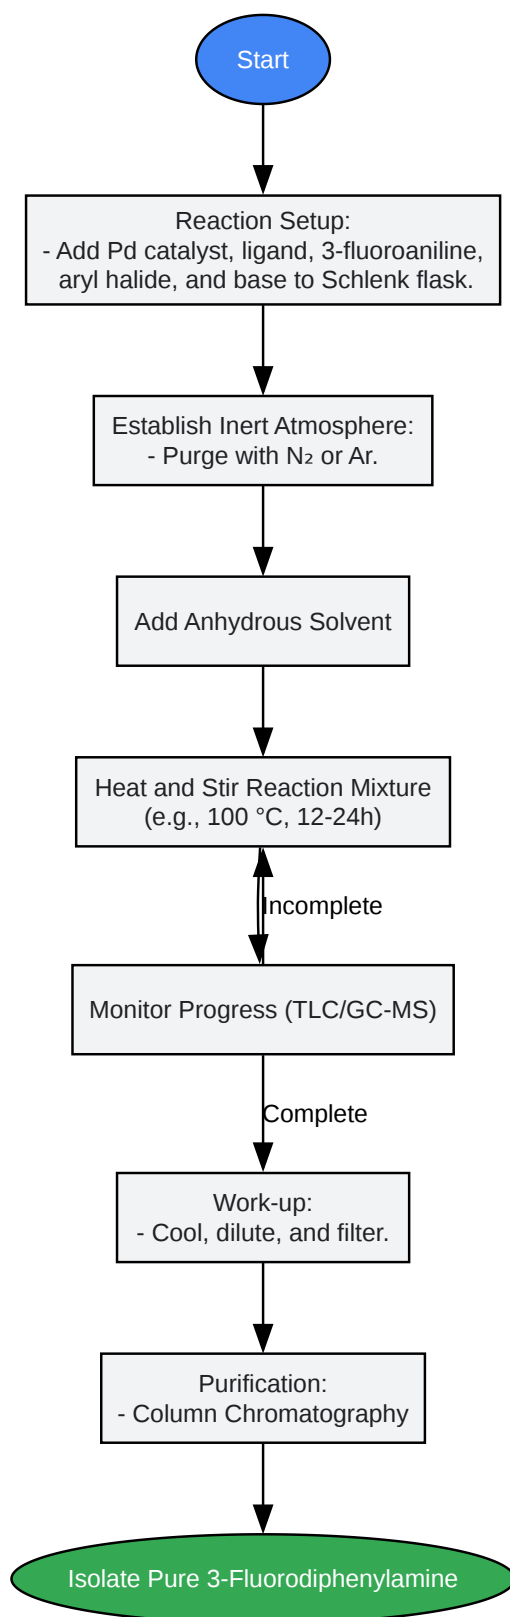 Start
Reaction Setup:
- Add Pd catalyst, ligand, 3-fluoroaniline,
aryl halide, and base to Schlenk flask.
Establish Inert Atmosphere:
- Purge with N₂ or Ar.
Add Anhydrous Solvent
Heat and Stir Reaction Mixture
(e.g., 100 °C, 12-24h)
Incomplete
Monitor Progress (TLC/GC-MS)
Complete
Work-up:
- Cool, dilute, and filter.
Purification:
- Column Chromatography
Isolate Pure 3-Fluorodiphenylamine